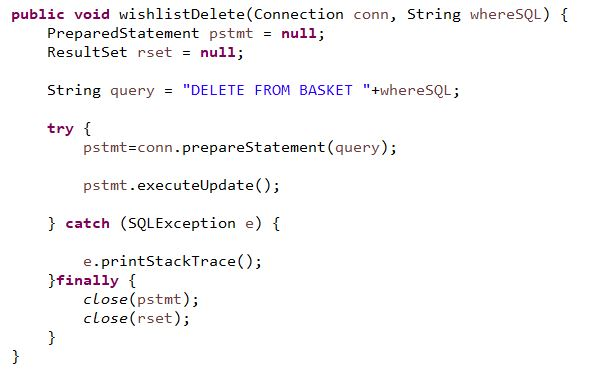 public void wishlistDelete(Connection conn, String whereSQL) {
    PreparedStatement pstmt = null;
    ResultSet rset = null;

    String query = "DELETE FROM BASKET "+whereSQL;

    try {
        pstmt=conn.prepareStatement(query);

        pstmt.executeUpdate();

    } catch (SQLException e) {

        e.printStackTrace();
    }finally {
        close(pstmt);
        close(rset);
    }
}